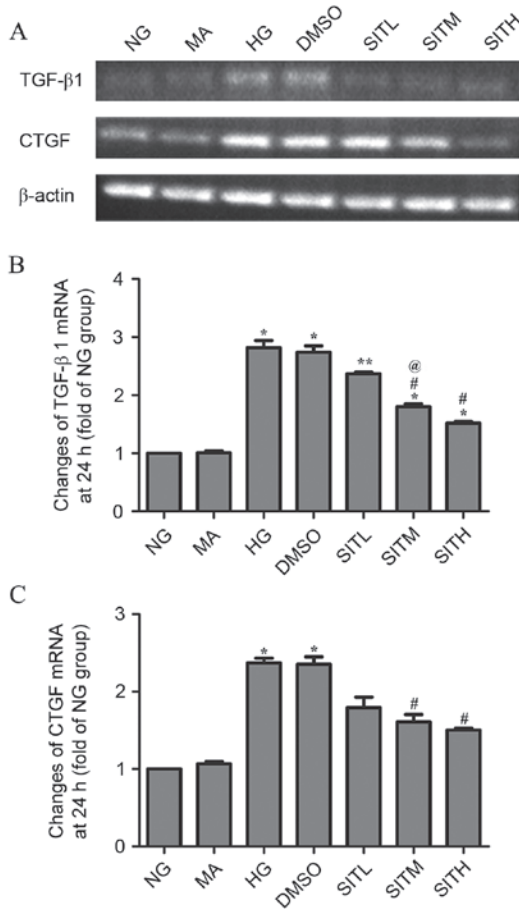 A
NG MA HG DMSO SITL SITM SITH
TGF-β1
CTGF
β-actin
B
Changes of TGF-β 1 mRNA
at 24 h (fold of NG group)
4
3
2
1
0
*
*
**
@
#
*
#
*
NG MA HG DMSO SITL SITM SITH
C
Changes of CTGF mRNA
at 24 h (fold of NG group)
3
2
1
0
*
*
#
#
NG MA HG DMSO SITL SITM SITH